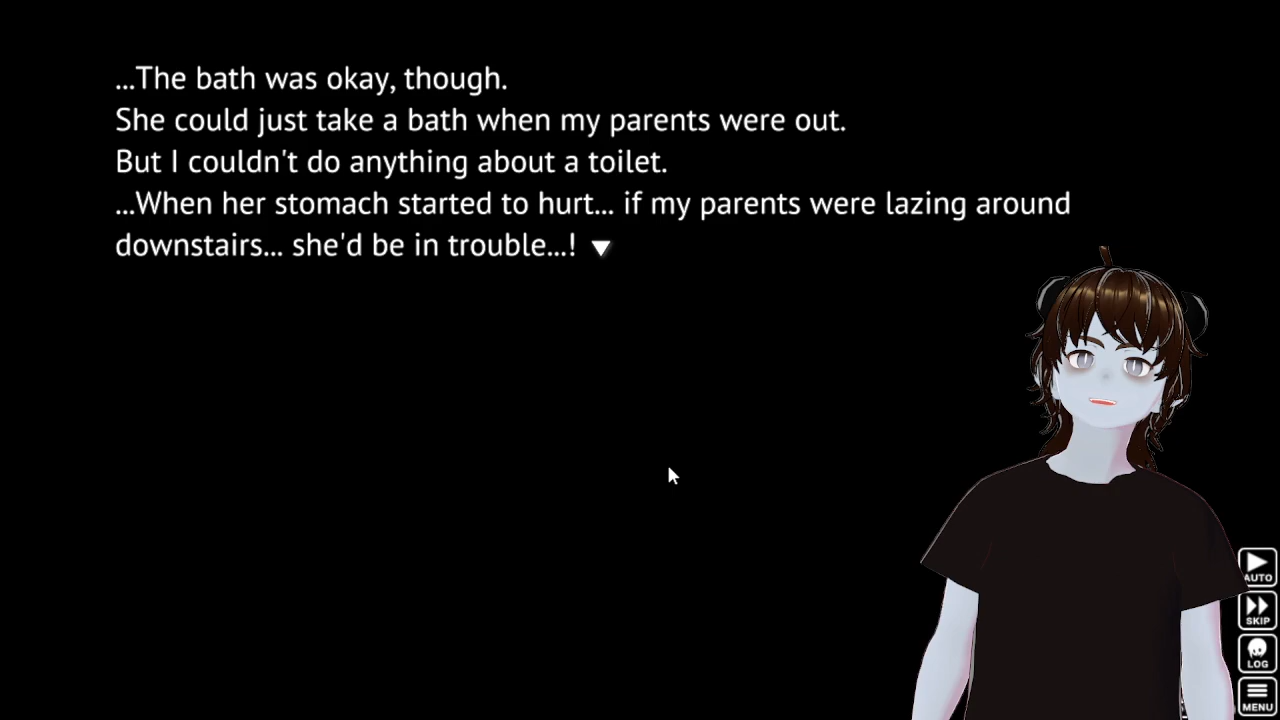 ...The bath was okay, though.
She could just take a bath when my parents were out.
But I couldn't do anything about a toilet.
...When her stomach started to hurt... if my parents were lazing around
downstairs... she'd be in trouble...!
AUTO
SKIP
LOG
MENU